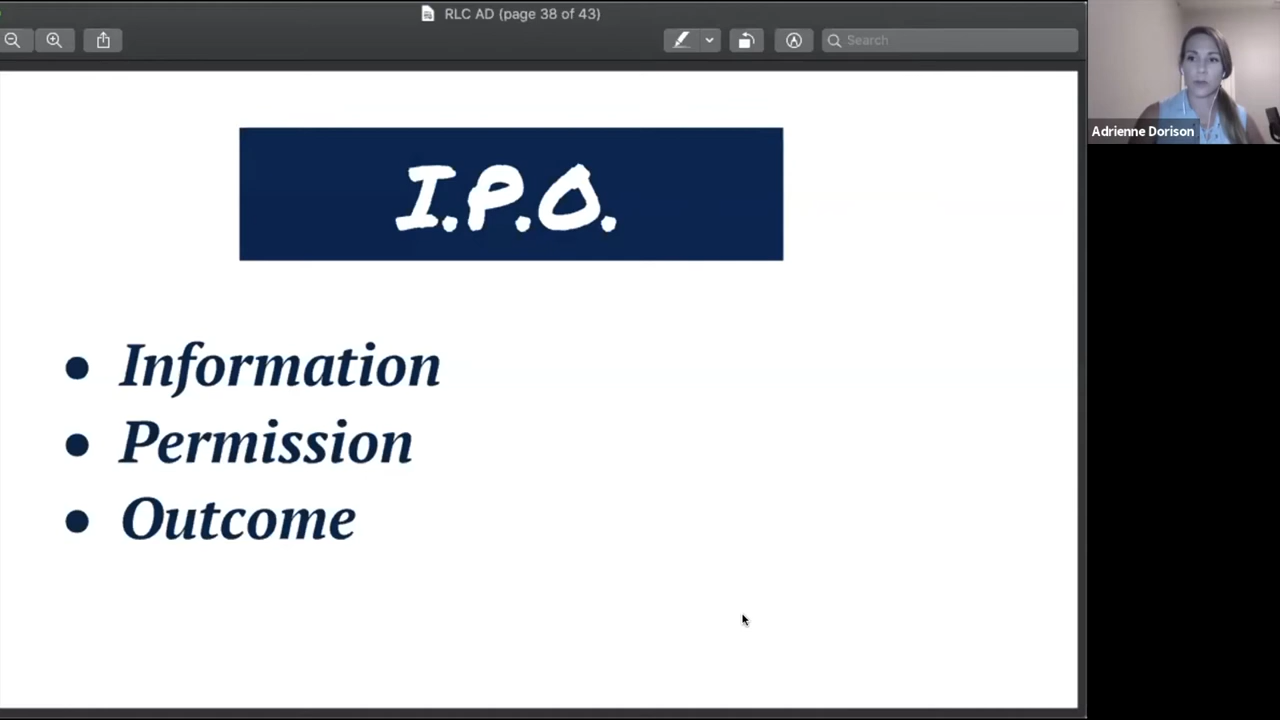 RLC AD (page 38 of 43)
Search
Adrienne Dorison
I.P.O.
• Information
• Permission
• Outcome